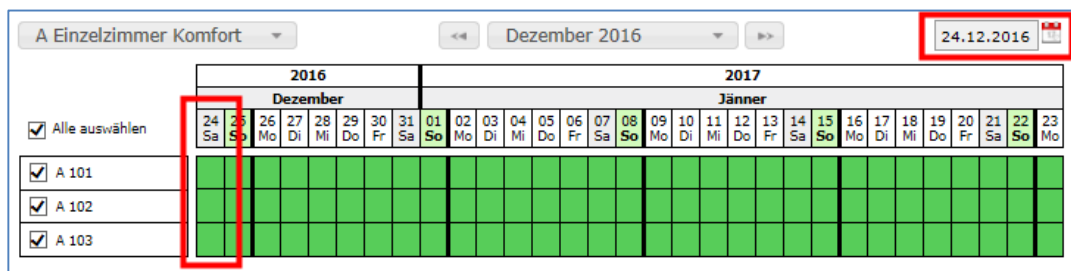 A Einzelzimmer Komfort Dezember 2016 24.12.2016
2016 2017
Dezember Jänner
Alle auswählen 24 25 26 27 28 29 30 31 01 02 03 04 05 06 07 08 09 10 11 12 13 14 15 16 17 18 19 20 21 22 23
Sa So Mo Di Mi Do Fr Sa So Mo Di Mi Do Fr Sa So Mo Di Mi Do Fr Sa So Mo Di Mi Do Fr Sa So Mo
A 101
A 102
A 103